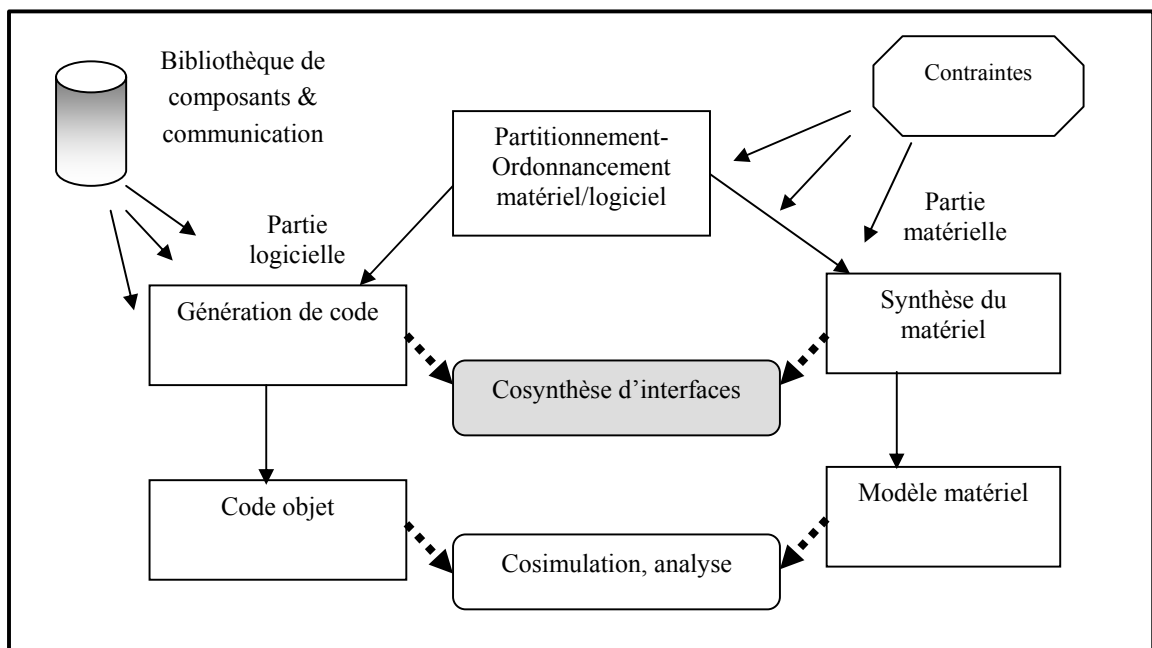 Bibliothèque de
composants &
communication
Contraintes
Partitionnement-
Ordonnancement
matériel/logiciel
Partie
logicielle
Partie
matérielle
Génération de code
Synthèse du
matériel
Cosynthèse d’interfaces
Code objet
Modèle matériel
Cosimulation, analyse